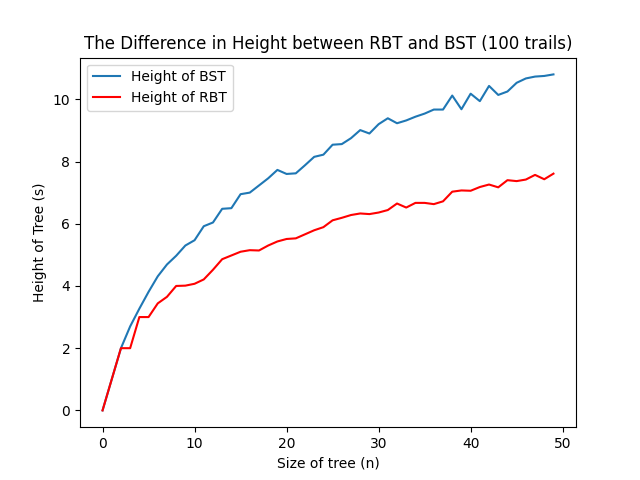 The Difference in Height between RBT and BST (100 trails)
Height of BST
Height of RBT
Height of Tree (s)
10
8
6
4
2
0
0 10 20 30 40 50
Size of tree (n)